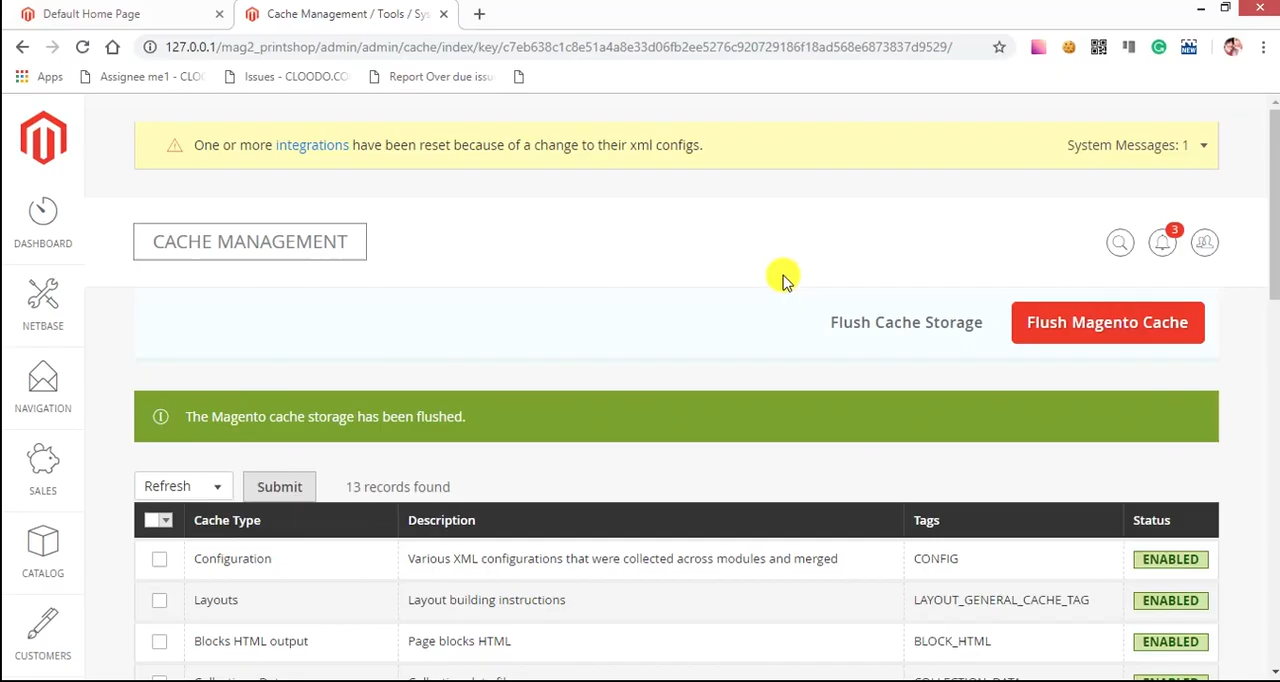 Default Home Page
Cache Management / Tools / Sys
127.0.0.1/mag2_printshop/admin/admin/cache/index/key/c7eb638c1c8e51a4a8e33d06fb2ee5276c920729186f18ad568e6873837d9529/
NEW
Apps
Assignee me1 - CLOO
Issues - CLOODO.CO
Report Over due issu
One or more integrations have been reset because of a change to their xml configs.
System Messages: 1
DASHBOARD
CACHE MANAGEMENT
3
NETBASE
Flush Cache Storage
Flush Magento Cache
NAVIGATION
The Magento cache storage has been flushed.
SALES
Refresh
Submit
13 records found
Cache Type
Description
Tags
Status
Configuration
Various XML configurations that were collected across modules and merged
CONFIG
ENABLED
CATALOG
Layouts
Layout building instructions
LAYOUT_GENERAL_CACHE_TAG
ENABLED
Blocks HTML output
Page blocks HTML
BLOCK_HTML
ENABLED
CUSTOMERS